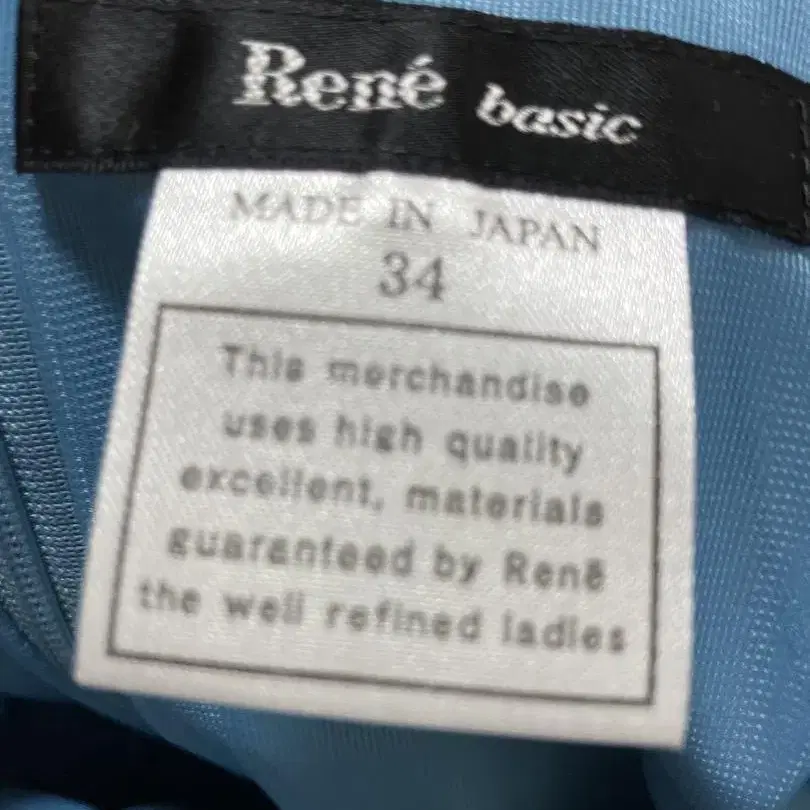 René basic
MADE IN JAPAN
34
This merchandise
uses high quality
excellent, materials
guaranteed by René
the well refined ladies